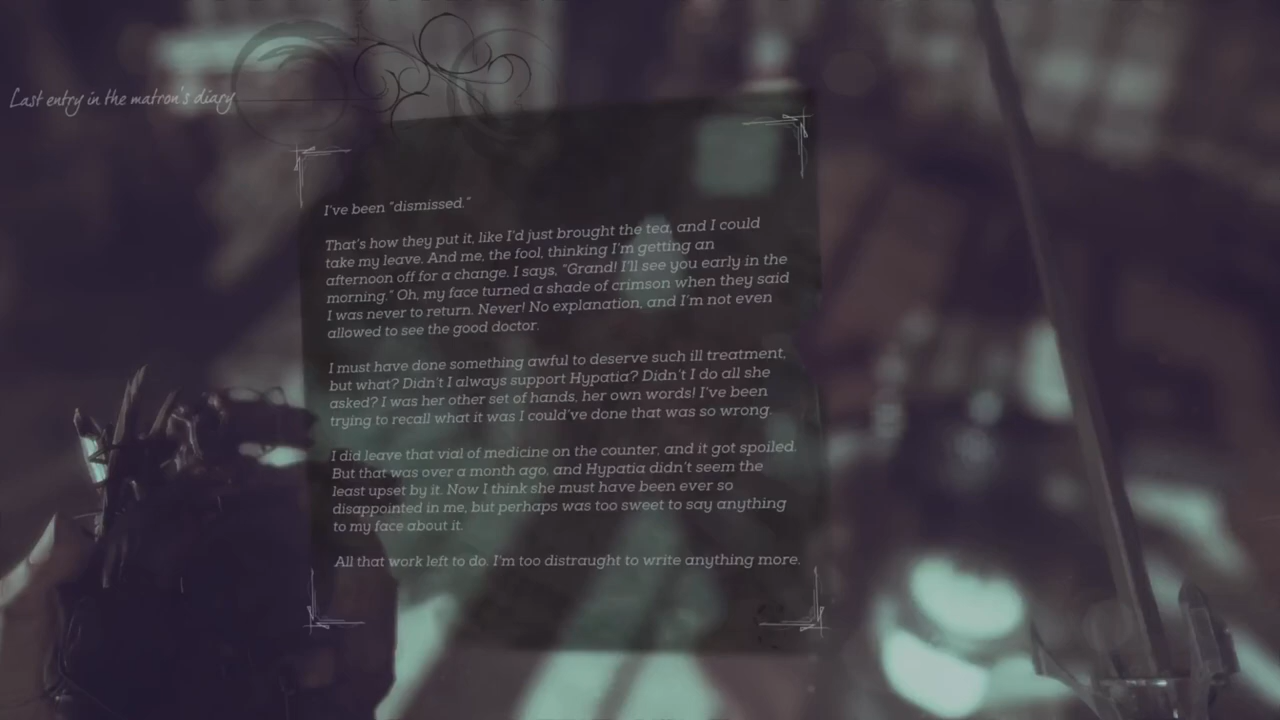 Last entry in the matron's diary
I've been "dismissed."
That's how they put it, like I'd just brought the tea, and I could
take my leave. And me, the fool, thinking I'm getting an
afternoon off for a change. I says, "Grand! I'll see you early in the
morning." Oh, my face turned a shade of crimson when they said
I was never to return. Never! No explanation, and I'm not even
allowed to see the good doctor.
I must have done something awful to deserve such ill treatment,
but what? Didn't I always support Hypatia? Didn't I do all she
asked? I was her other set of hands, her own words! I've been
trying to recall what it was I could've done that was so wrong.
I did leave that vial of medicine on the counter, and it got spoiled.
But that was over a month ago, and Hypatia didn't seem the
least upset by it. Now I think she must have been ever so
disappointed in me, but perhaps was too sweet to say anything
to my face about it.
All that work left to do. I'm too distraught to write anything more.